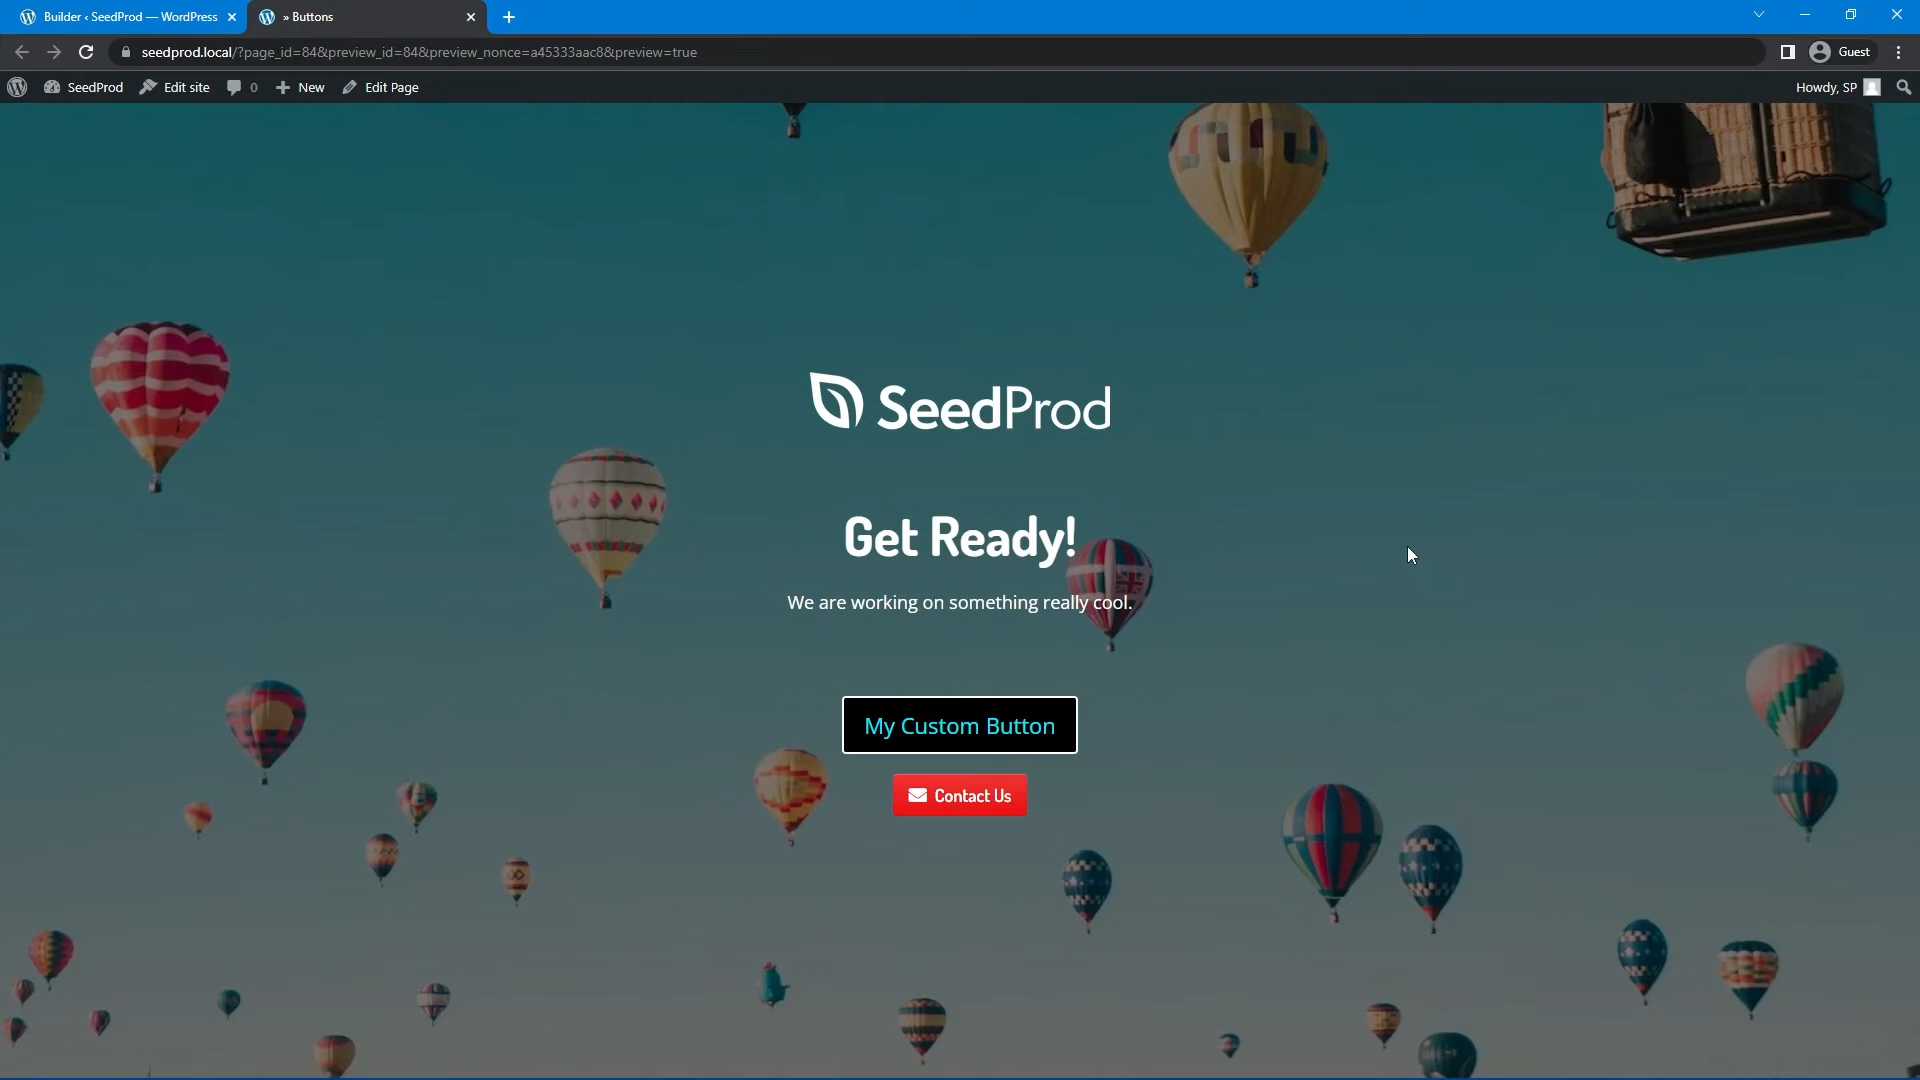 Builder ‹ SeedProd — WordPress
» Buttons
seedprod.local/?page_id=84&preview_id=84&preview_nonce=a45333aac8&preview=true
Guest
SeedProd
Edit site
0
New
Edit Page
Howdy, SP
SeedProd
Get Ready!
We are working on something really cool.
My Custom Button
Contact Us